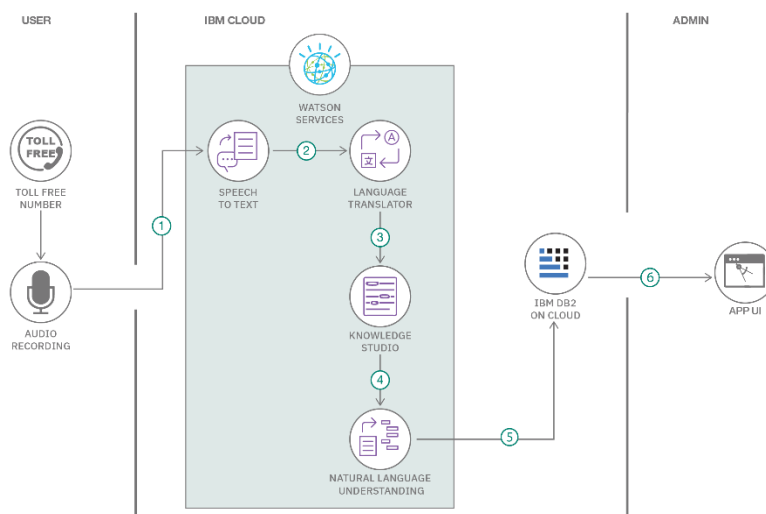 USER
IBM CLOUD
ADMIN
WATSON
SERVICES
TOLL
FREE
TOLL FREE
NUMBER
1
SPEECH
TO TEXT
2
A
文
LANGUAGE
TRANSLATOR
3
AUDIO
RECORDING
KNOWLEDGE
STUDIO
4
NATURAL LANGUAGE
UNDERSTANDING
5
IBM DB2
ON CLOUD
6
APP UI